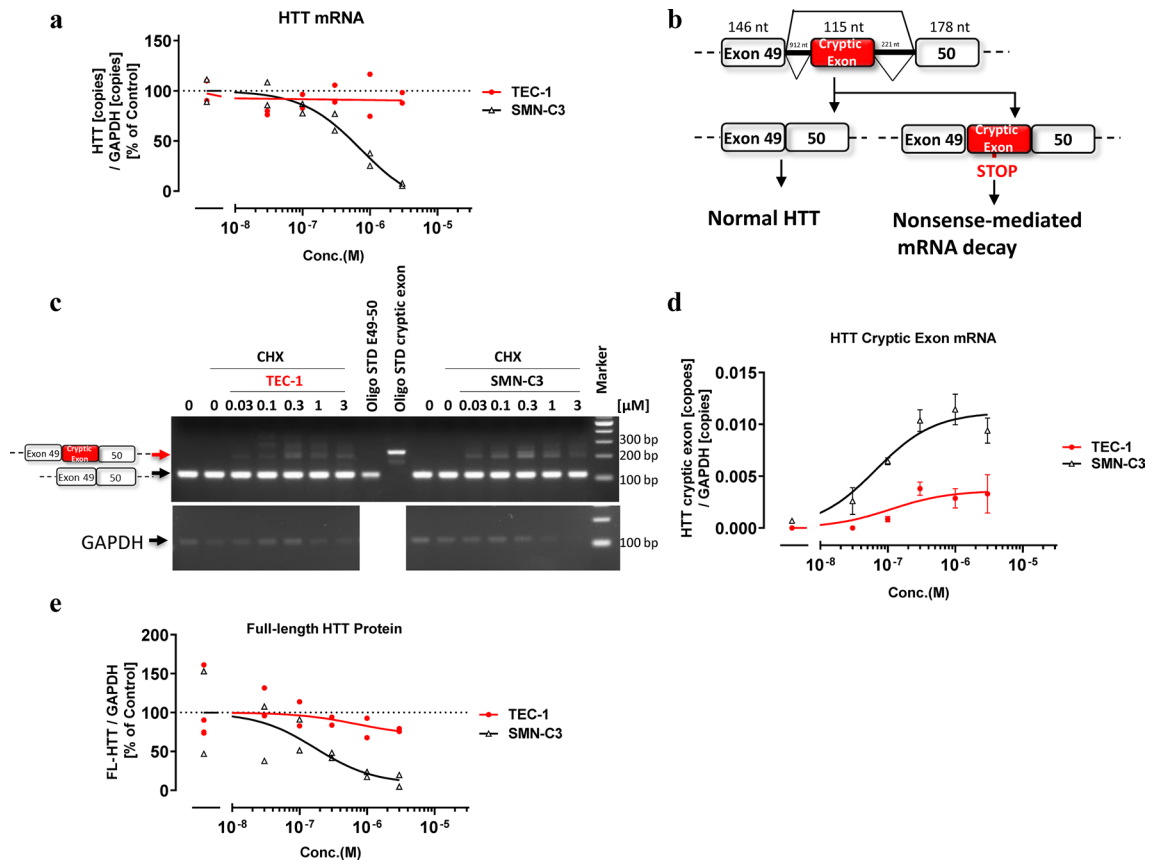 a
HTT mRNA
HTT [copies]
/ GAPDH [copies]
[% of Control]
150
100
50
0
10-8
10-7
10-6
10-5
Conc.(M)
TEC-1
SMN-C3
b
146 nt
115 nt
178 nt
Exon 49
912 nt
Cryptic
Exon
221 nt
50
Exon 49
50
Exon 49
Cryptic
Exon
50
STOP
Normal HTT
Nonsense-mediated
mRNA decay
c
CHX
TEC-1
0 0 0.03 0.1 0.3 1 3
Oligo STD E49-50
Oligo STD cryptic exon
CHX
SMN-C3
0 0 0.03 0.1 0.3 1 3
Marker
[µM]
Exon 49
Cryptic
Exon
50
Exon 49
50
300 bp
200 bp
100 bp
GAPDH
100 bp
d
HTT Cryptic Exon mRNA
HTT cryptic exon [copoes]
/ GAPDH [copies]
0.015
0.010
0.005
0.000
10-8
10-7
10-6
10-5
Conc.(M)
TEC-1
SMN-C3
e
Full-length HTT Protein
FL-HTT / GAPDH
[% of Control]
200
150
100
50
0
10-8
10-7
10-6
10-5
Conc.(M)
TEC-1
SMN-C3